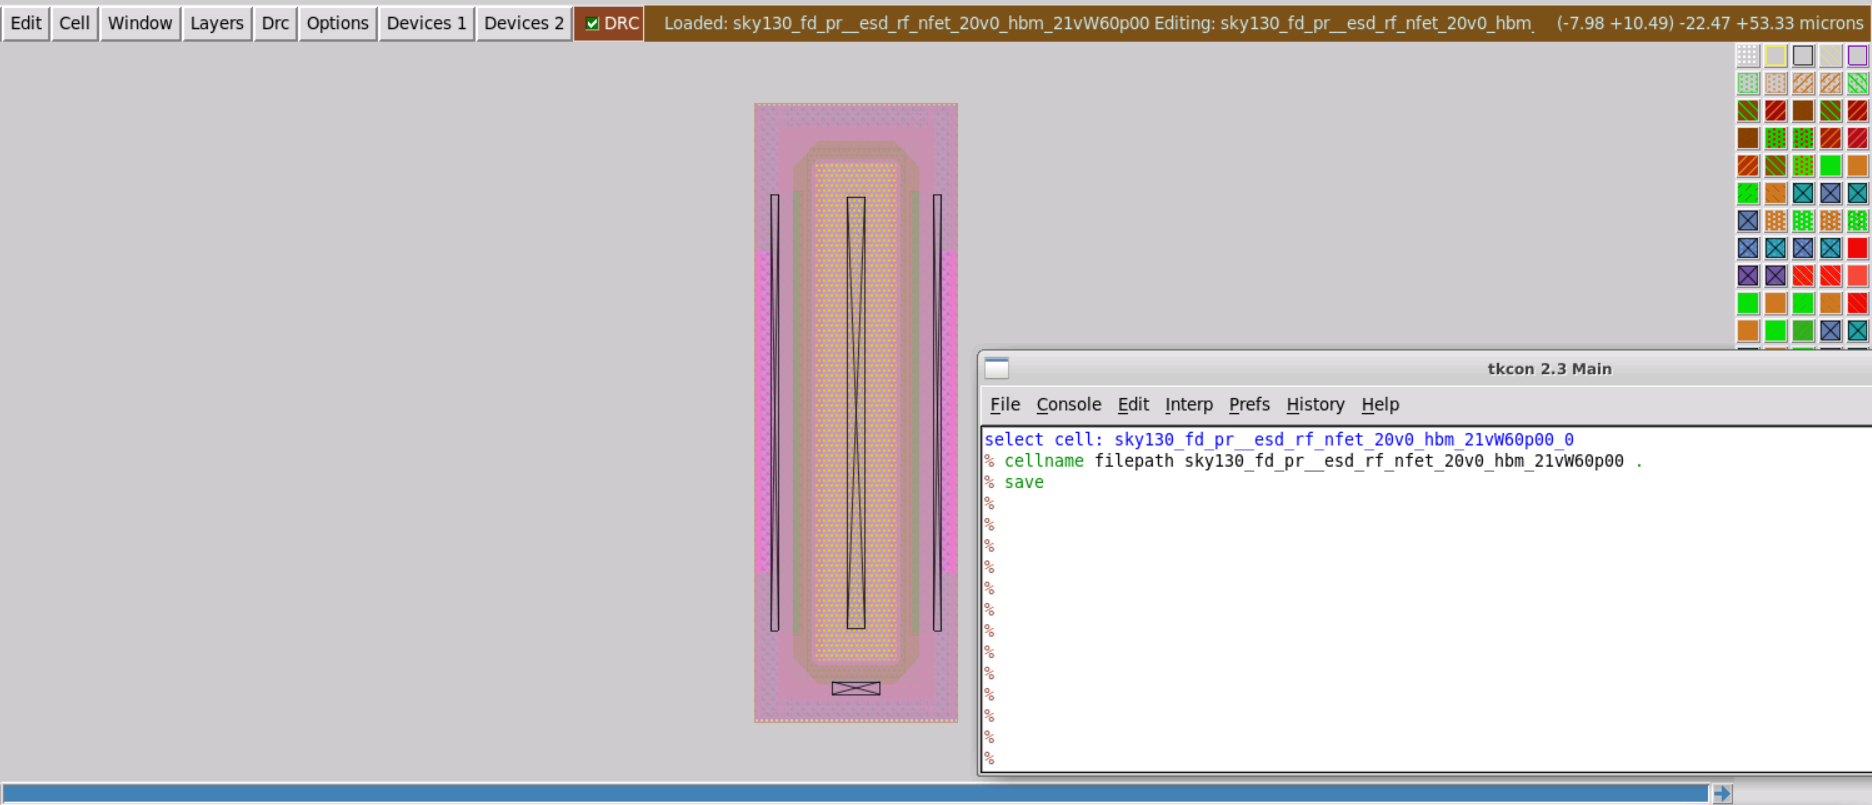 Edit Cell Window Layers Drc Options Devices 1 Devices 2 DRC Loaded: sky130_fd_pr__esd_rf_nfet_20v0_hbm_21vW60p00 Editing: sky130_fd_pr__esd_rf_nfet_20v0_hbm_ (-7.98 +10.49) -22.47 +53.33 microns
tkcon 2.3 Main
File Console Edit Interp Prefs History Help
select cell: sky130_fd_pr__esd_rf_nfet_20v0_hbm_21vW60p00_0
% cellname filepath sky130_fd_pr__esd_rf_nfet_20v0_hbm_21vW60p00 .
% save
%
%
%
%
%
%
%
%
%
%
%
%
%